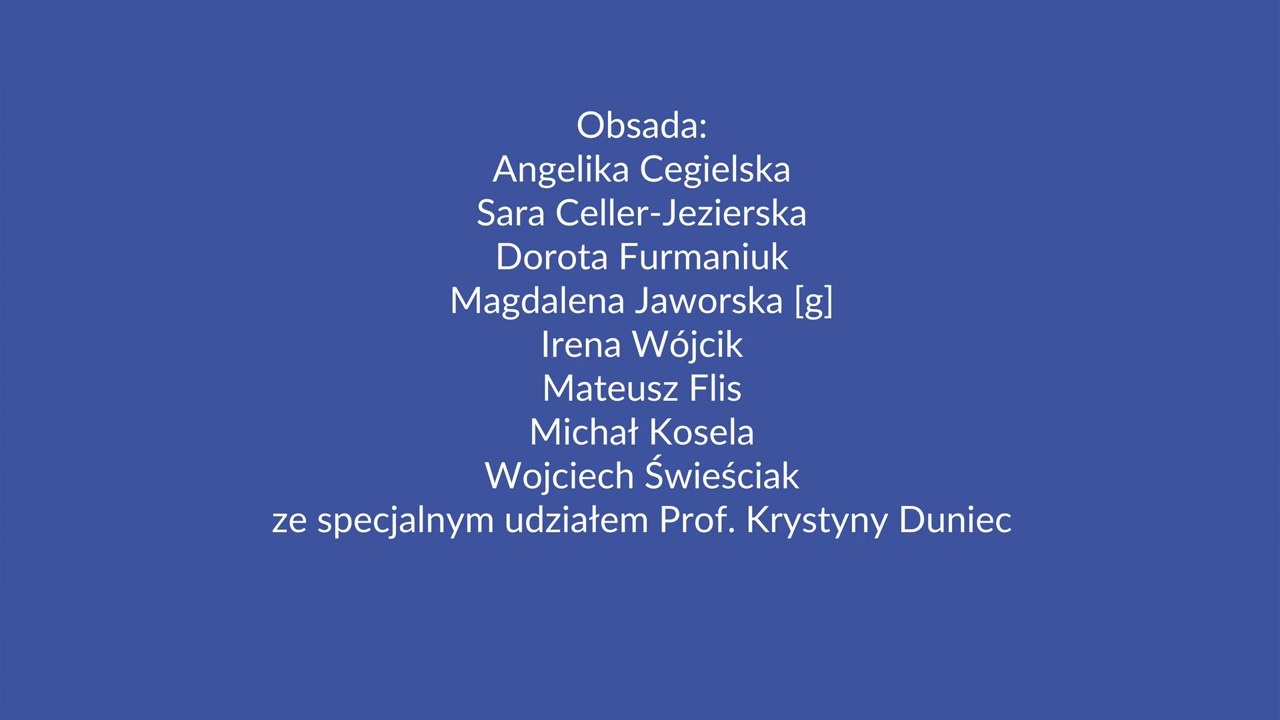 Obsada:
Angelika Cegielska
Sara Celler-Jezierska
Dorota Furmaniuk
Magdalena Jaworska [g]
Irena Wójcik
Mateusz Flis
Michał Kosela
Wojciech Świeściak
ze specjalnym udziałem Prof. Krystyny Duniec